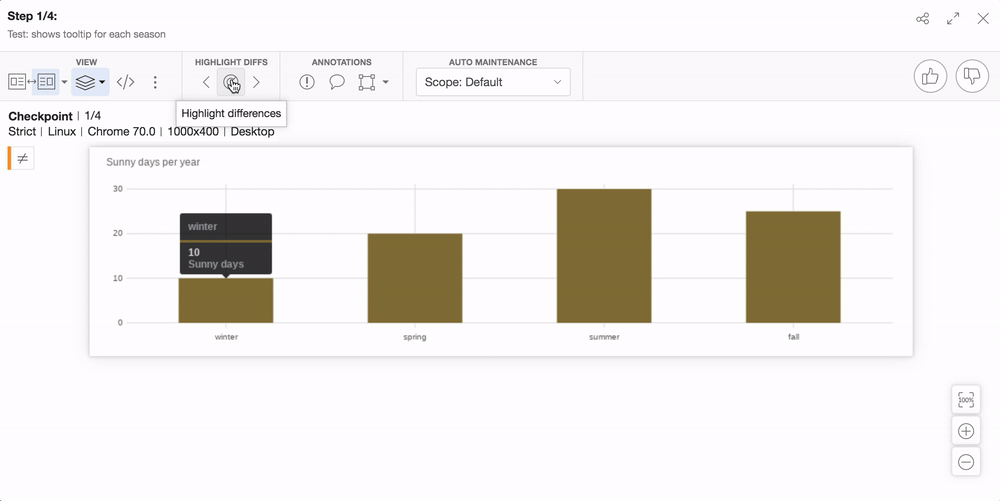 Step 1/4:
Test: shows tooltip for each season
VIEW
HIGHLIGHT DIFFS
ANNOTATIONS
AUTO MAINTENANCE
Scope: Default
Highlight differences
Checkpoint | 1/4
Strict | Linux | Chrome 70.0 | 1000x400 | Desktop
≠
Sunny days per year
30
20
10
0
winter
10
Sunny days
winter
spring
summer
fall
100%